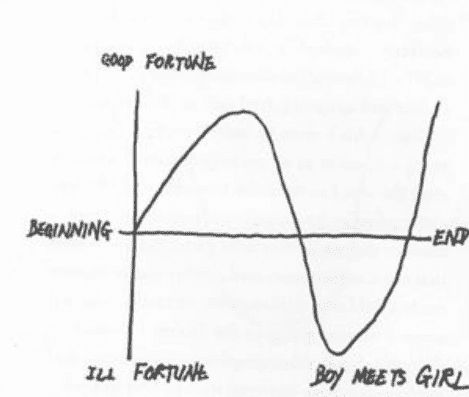 GOOD FORTUNE
BEGINNING
END
ILL FORTUNE
BOY MEETS GIRL